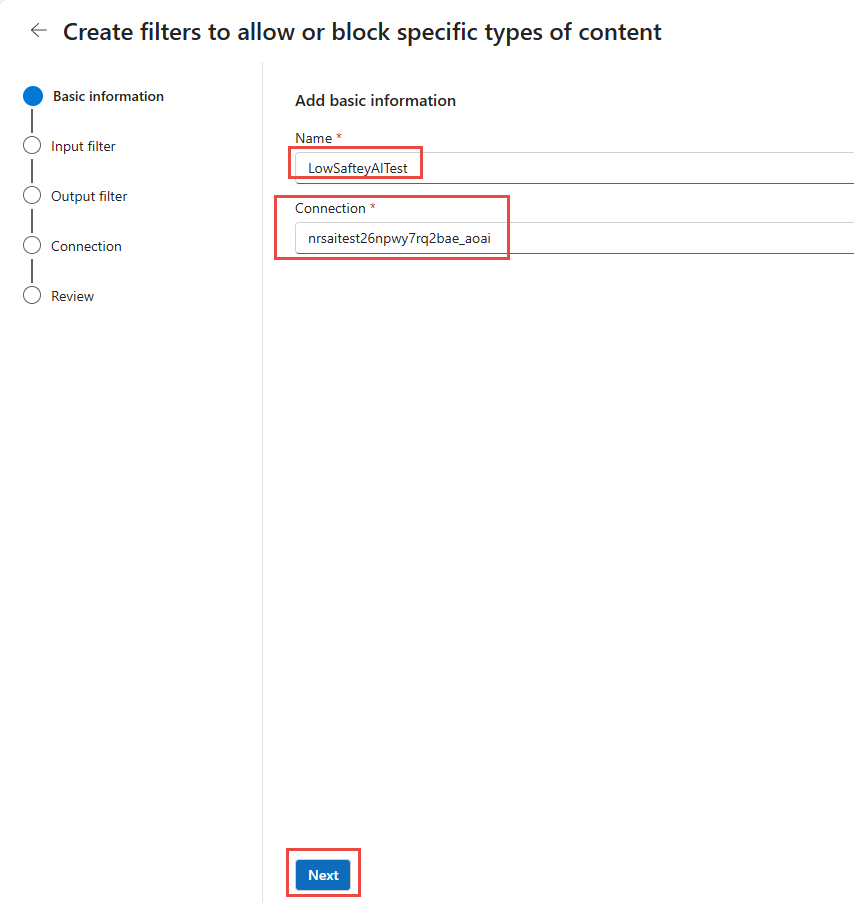 Create filters to allow or block specific types of content
Basic information
Input filter
Output filter
Connection
Review
Add basic information
Name *
LowSafteyAITest
Connection *
nrsaitest26npwy7rq2bae_aoai
Next